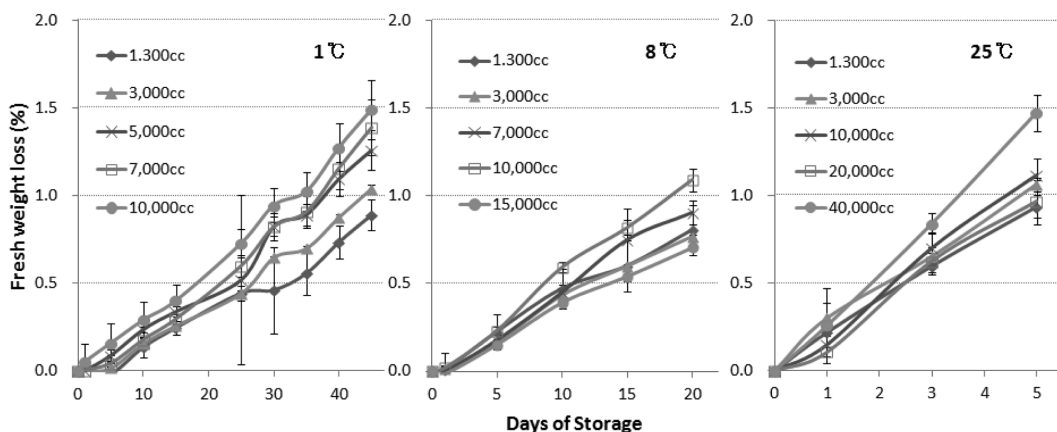 Fresh weight loss (%)
2.0
1.5
1.0
0.5
0.0
1℃
1.300cc
3,000cc
5,000cc
7,000cc
10,000cc
0 10 20 30 40
2.0
1.5
1.0
0.5
0.0
8℃
1.300cc
3,000cc
7,000cc
10,000cc
15,000cc
0 5 10 15 20
2.0
1.5
1.0
0.5
0.0
25℃
1.300cc
3,000cc
10,000cc
20,000cc
40,000cc
0 1 2 3 4 5
Days of Storage